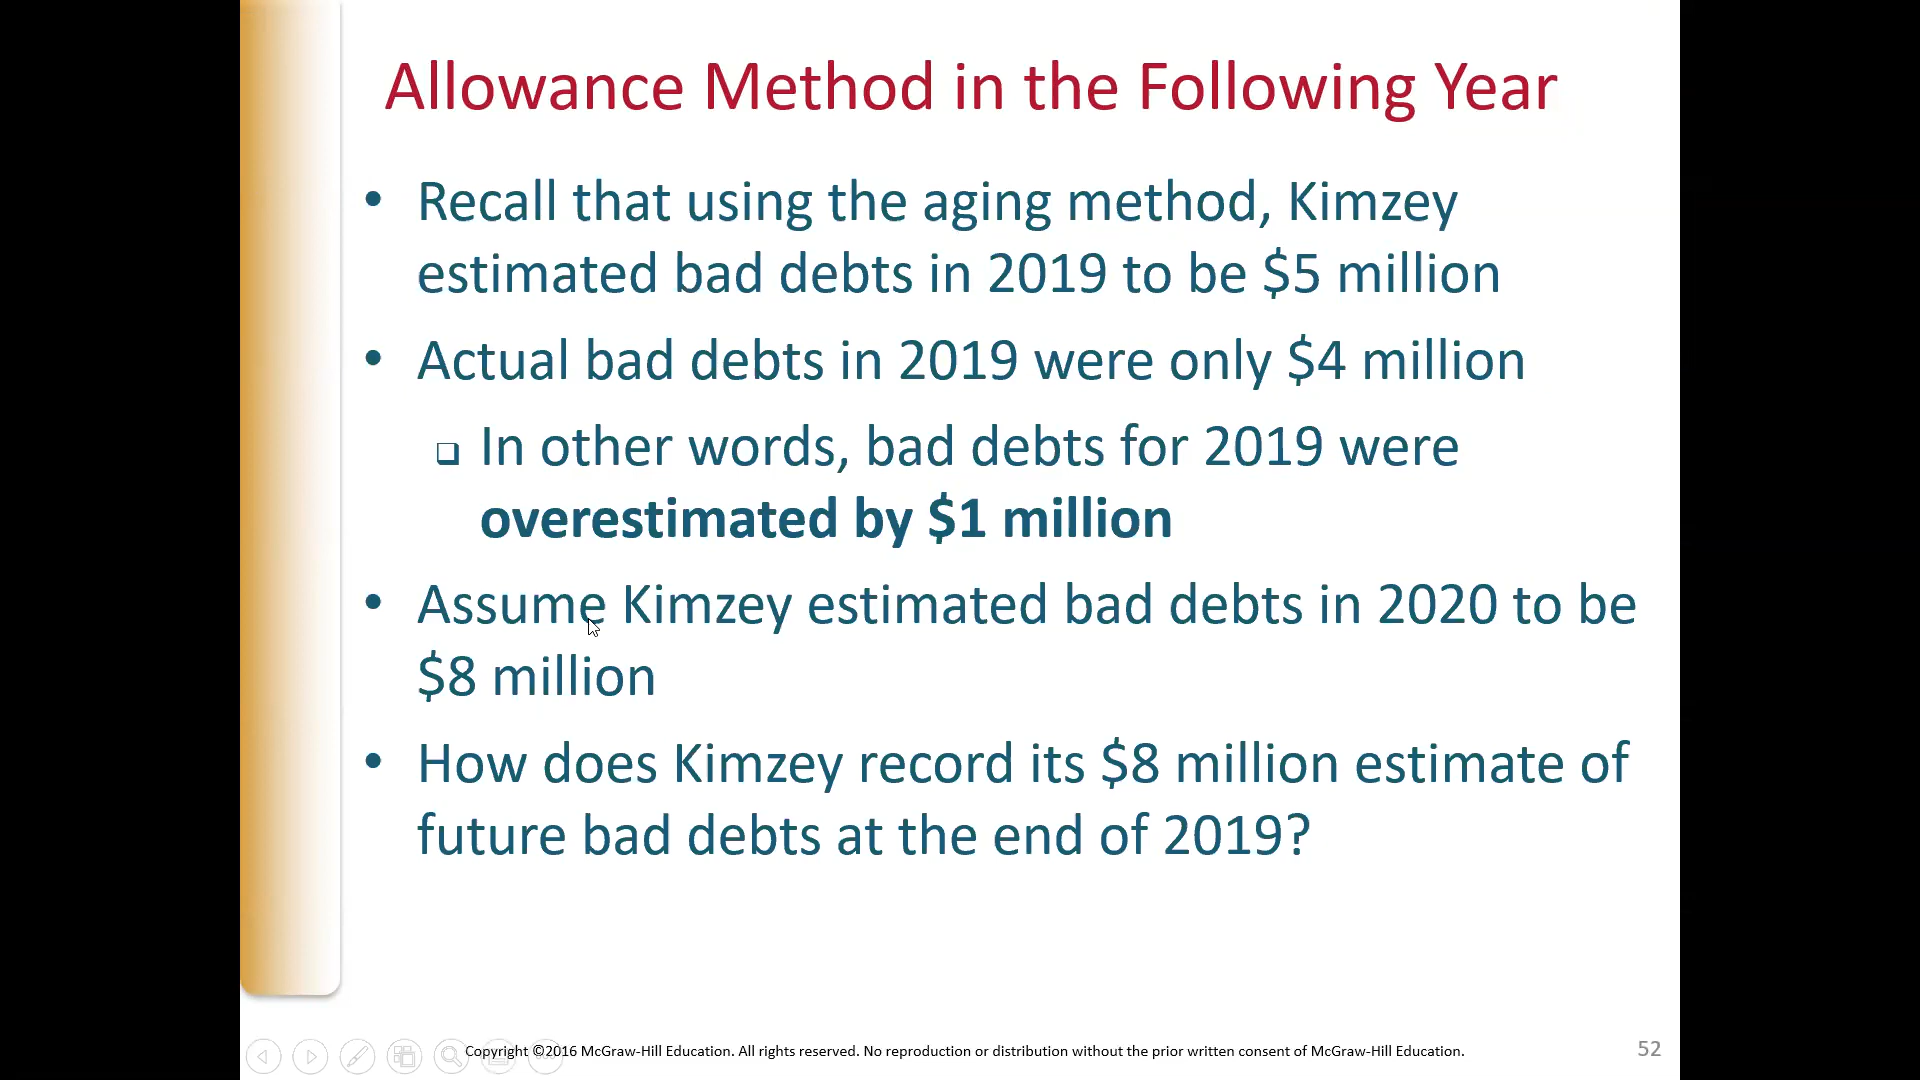 Allowance Method in the Following Year
• Recall that using the aging method, Kimzey
estimated bad debts in 2019 to be $5 million
• Actual bad debts in 2019 were only $4 million
❑ In other words, bad debts for 2019 were
overestimated by $1 million
• Assume Kimzey estimated bad debts in 2020 to be
$8 million
• How does Kimzey record its $8 million estimate of
future bad debts at the end of 2019?
Copyright ©2016 McGraw-Hill Education. All rights reserved. No reproduction or distribution without the prior written consent of McGraw-Hill Education.
52